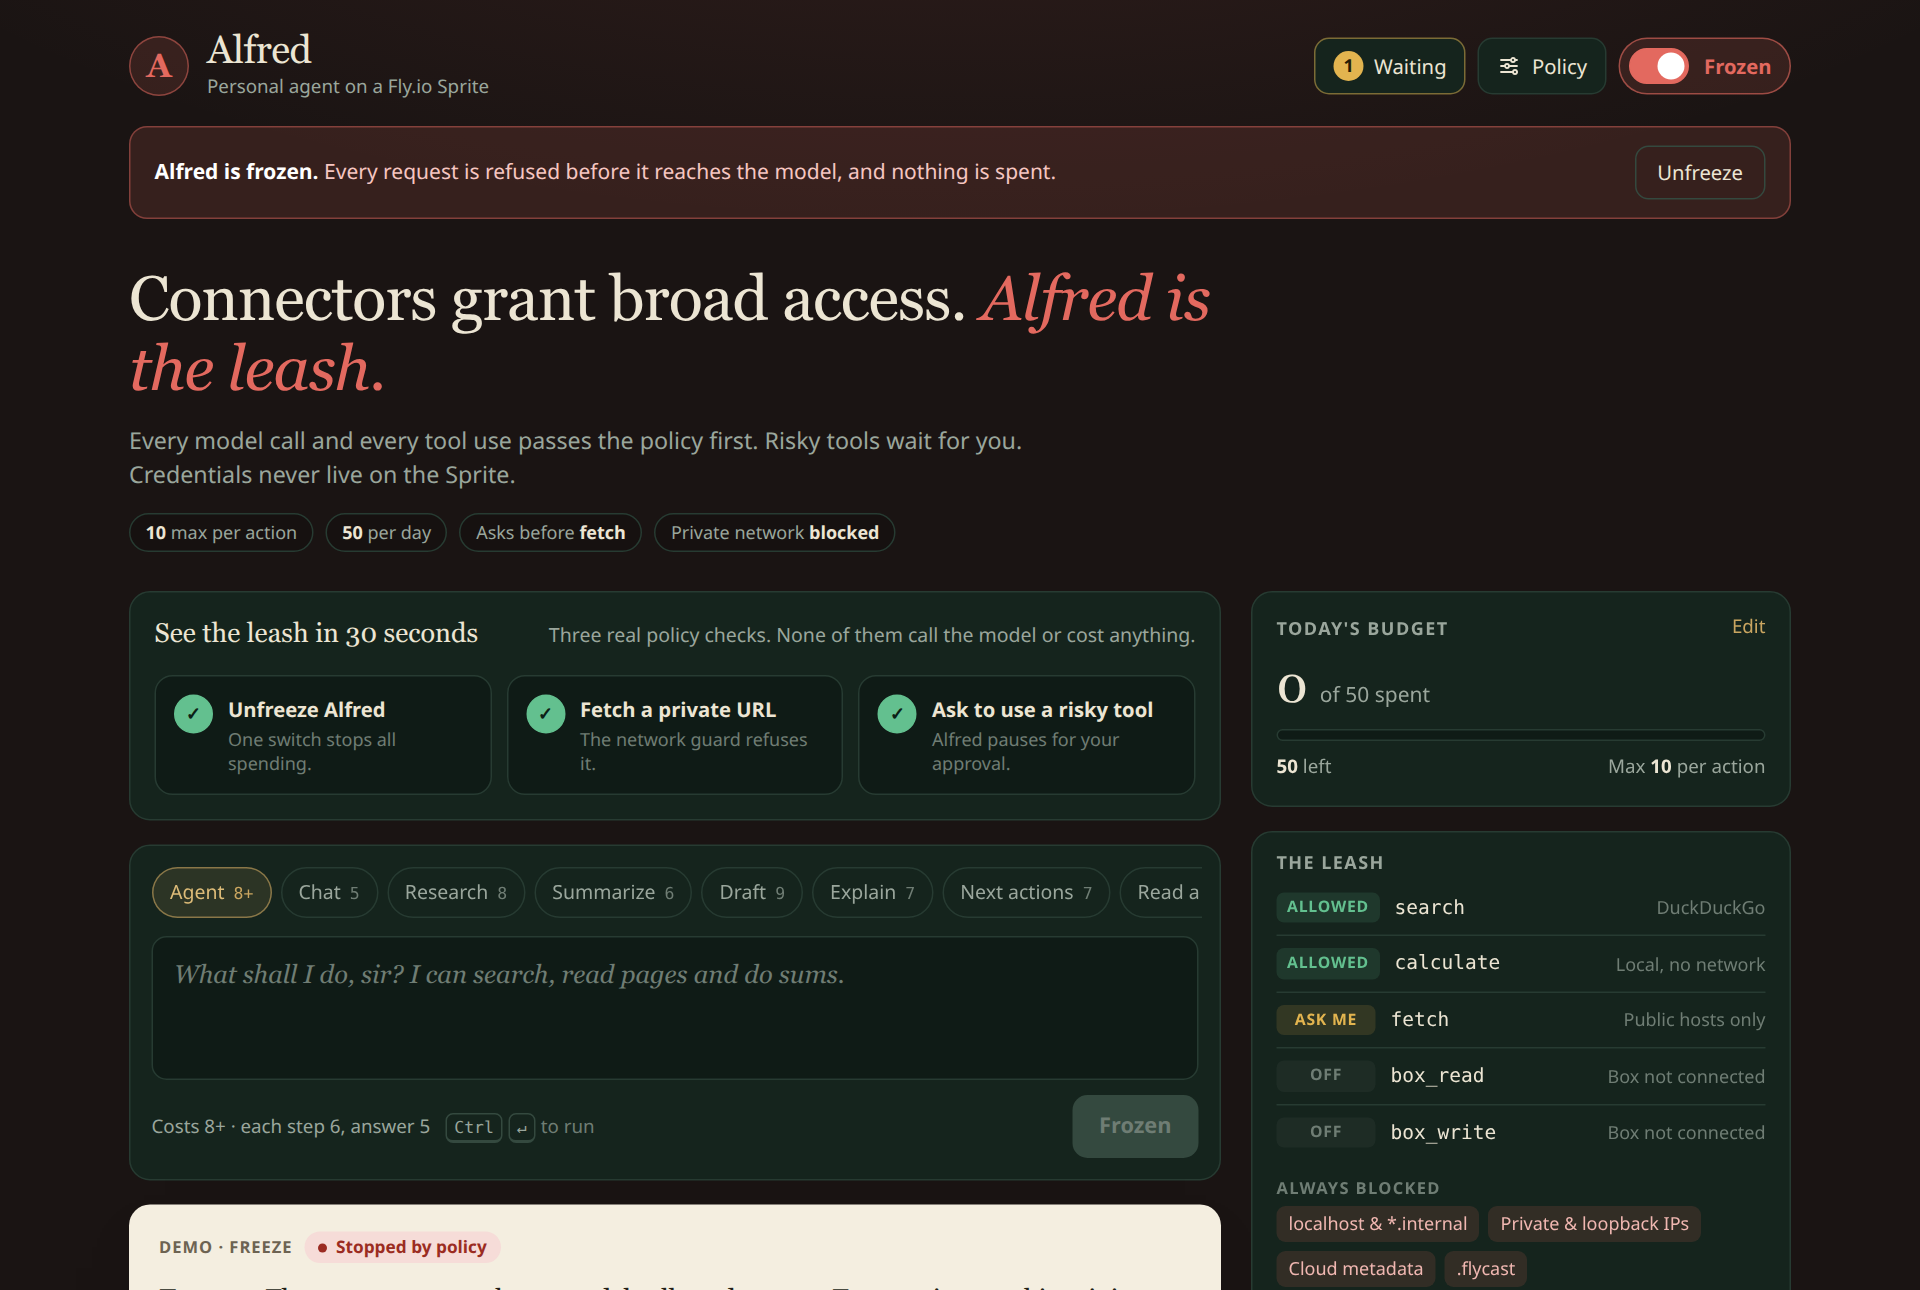 A
Alfred
Personal agent on a Fly.io Sprite
1 Waiting
Policy
Frozen
Alfred is frozen. Every request is refused before it reaches the model, and nothing is spent.
Unfreeze
Connectors grant broad access. Alfred is
the leash.
Every model call and every tool use passes the policy first. Risky tools wait for you.
Credentials never live on the Sprite.
10 max per action
50 per day
Asks before fetch
Private network blocked
See the leash in 30 seconds
Three real policy checks. None of them call the model or cost anything.
✓ Unfreeze Alfred
One switch stops all
spending.
✓ Fetch a private URL
The network guard refuses
it.
✓ Ask to use a risky tool
Alfred pauses for your
approval.
Agent 8+
Chat 5
Research 8
Summarize 6
Draft 9
Explain 7
Next actions 7
Read a
What shall I do, sir? I can search, read pages and do sums.
Costs 8+ · each step 6, answer 5 Ctrl ↵ to run
Frozen
DEMO · FREEZE
Stopped by policy
TODAY'S BUDGET
Edit
0 of 50 spent
50 left
Max 10 per action
THE LEASH
ALLOWED search DuckDuckGo
ALLOWED calculate Local, no network
ASK ME fetch Public hosts only
OFF box_read Box not connected
OFF box_write Box not connected
ALWAYS BLOCKED
localhost & *.internal
Private & loopback IPs
Cloud metadata
.flycast